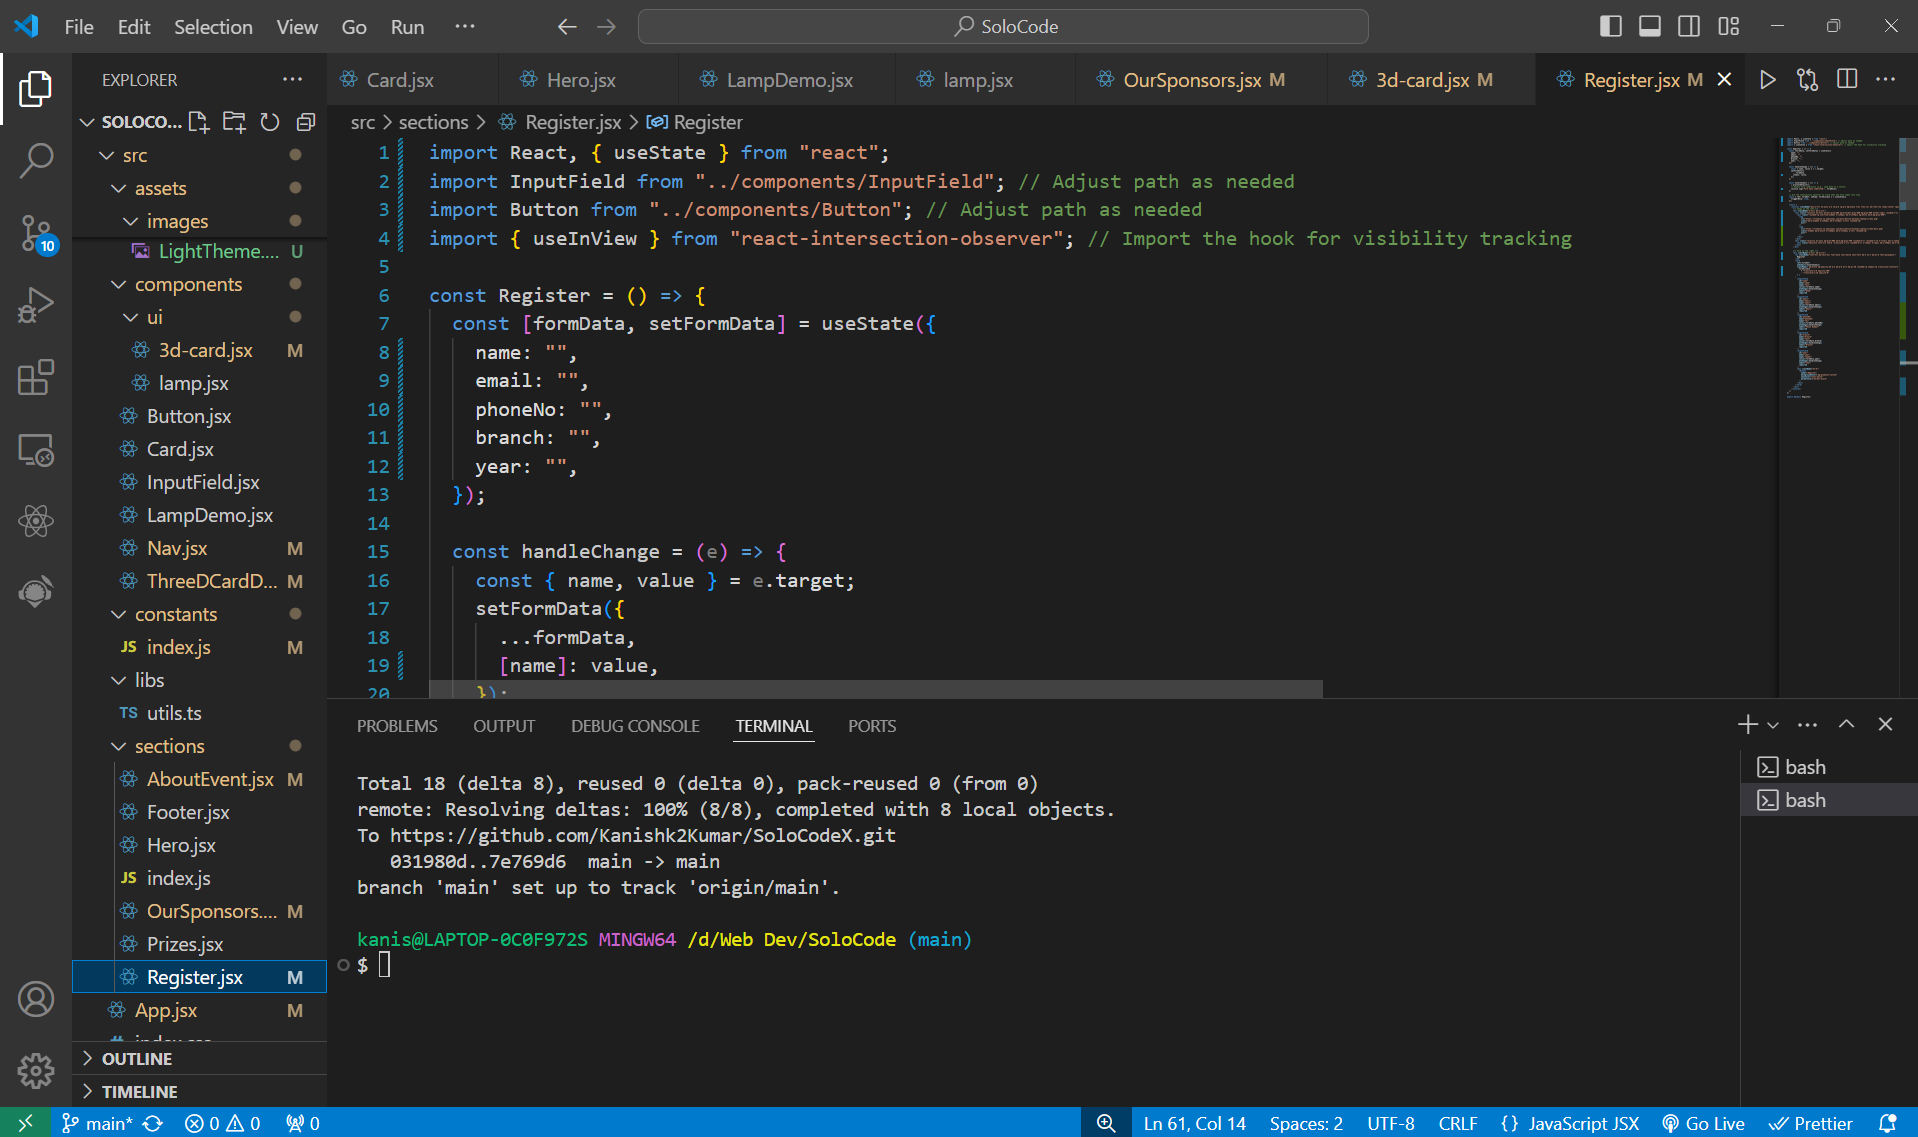 File Edit Selection View Go Run ···
SoloCode
EXPLORER ···
Card.jsx
Hero.jsx
LampDemo.jsx
lamp.jsx
OurSponsors.jsx M
3d-card.jsx M
Register.jsx M
SOLOCO...
src
assets
images
LightTheme.... U
components
ui
3d-card.jsx M
lamp.jsx
Button.jsx
Card.jsx
InputField.jsx
LampDemo.jsx
Nav.jsx M
ThreeDCardD... M
constants
JS index.js M
libs
TS utils.ts
sections
AboutEvent.jsx M
Footer.jsx
Hero.jsx
JS index.js
OurSponsors.... M
Prizes.jsx
Register.jsx M
App.jsx M
OUTLINE
TIMELINE
10
src > sections > Register.jsx > Register
1 import React, { useState } from "react";
2 import InputField from "../components/InputField"; // Adjust path as needed
3 import Button from "../components/Button"; // Adjust path as needed
4 import { useInView } from "react-intersection-observer"; // Import the hook for visibility tracking
5
6 const Register = () => {
7 const [formData, setFormData] = useState({
8 name: "",
9 email: "",
10 phoneNo: "",
11 branch: "",
12 year: "",
13 });
14
15 const handleChange = (e) => {
16 const { name, value } = e.target;
17 setFormData({
18 ...formData,
19 [name]: value,
20 });
PROBLEMS OUTPUT DEBUG CONSOLE TERMINAL PORTS
Total 18 (delta 8), reused 0 (delta 0), pack-reused 0 (from 0)
remote: Resolving deltas: 100% (8/8), completed with 8 local objects.
To https://github.com/Kanishk2Kumar/SoloCodeX.git
031980d..7e769d6 main -> main
branch 'main' set up to track 'origin/main'.
kanis@LAPTOP-0C0F972S MINGW64 /d/Web Dev/SoloCode (main)
$
bash
bash
main* 0 0 0
Ln 61, Col 14 Spaces: 2 UTF-8 CRLF {} JavaScript JSX Go Live Prettier